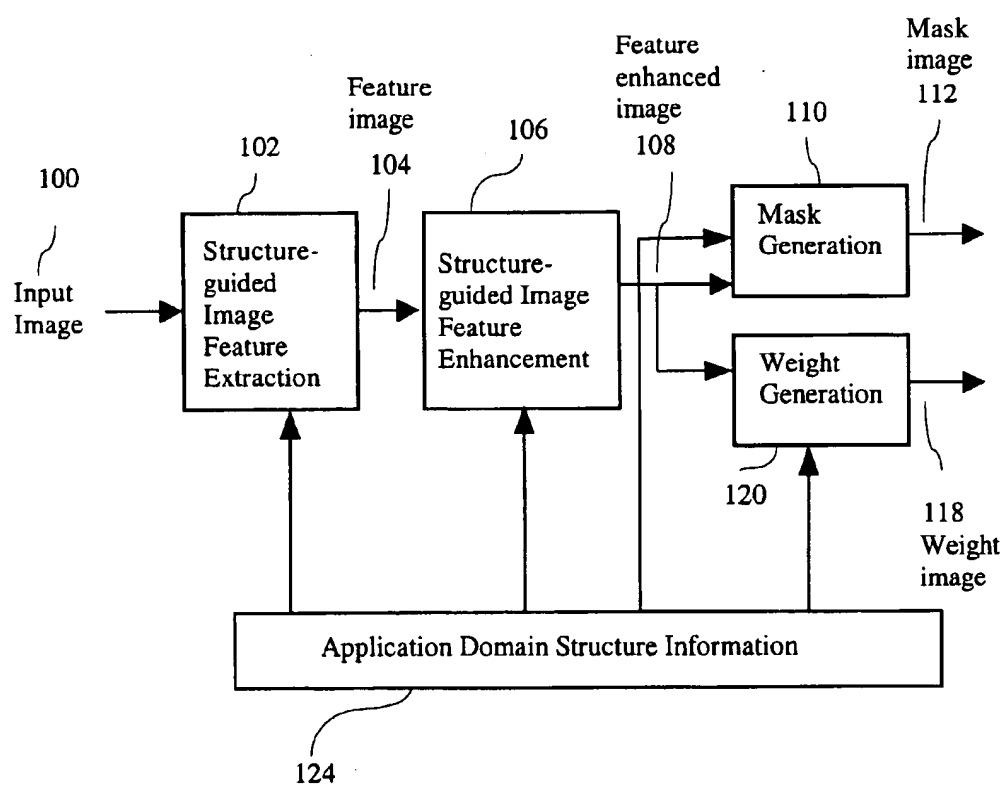 Mask
image
112
Feature
enhanced
image
108
110
Feature
image
104
106
102
100
Mask
Generation
Structure-
guided
Image
Feature
Extraction
Structure-
guided Image
Feature
Enhancement
Input
Image
Weight
Generation
120
118
Weight
image
Application Domain Structure Information
124